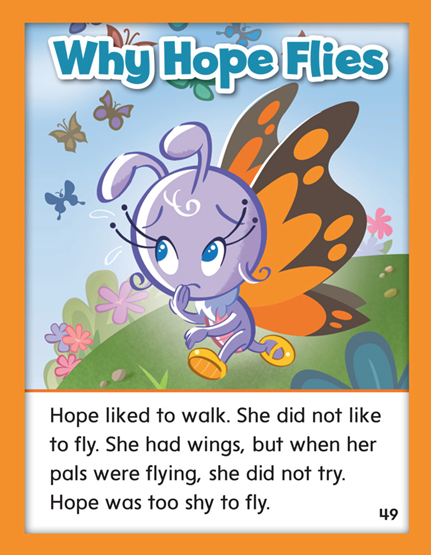 Why Hope Flies
Hope liked to walk. She did not like
to fly. She had wings, but when her
pals were flying, she did not try.
Hope was too shy to fly.
49